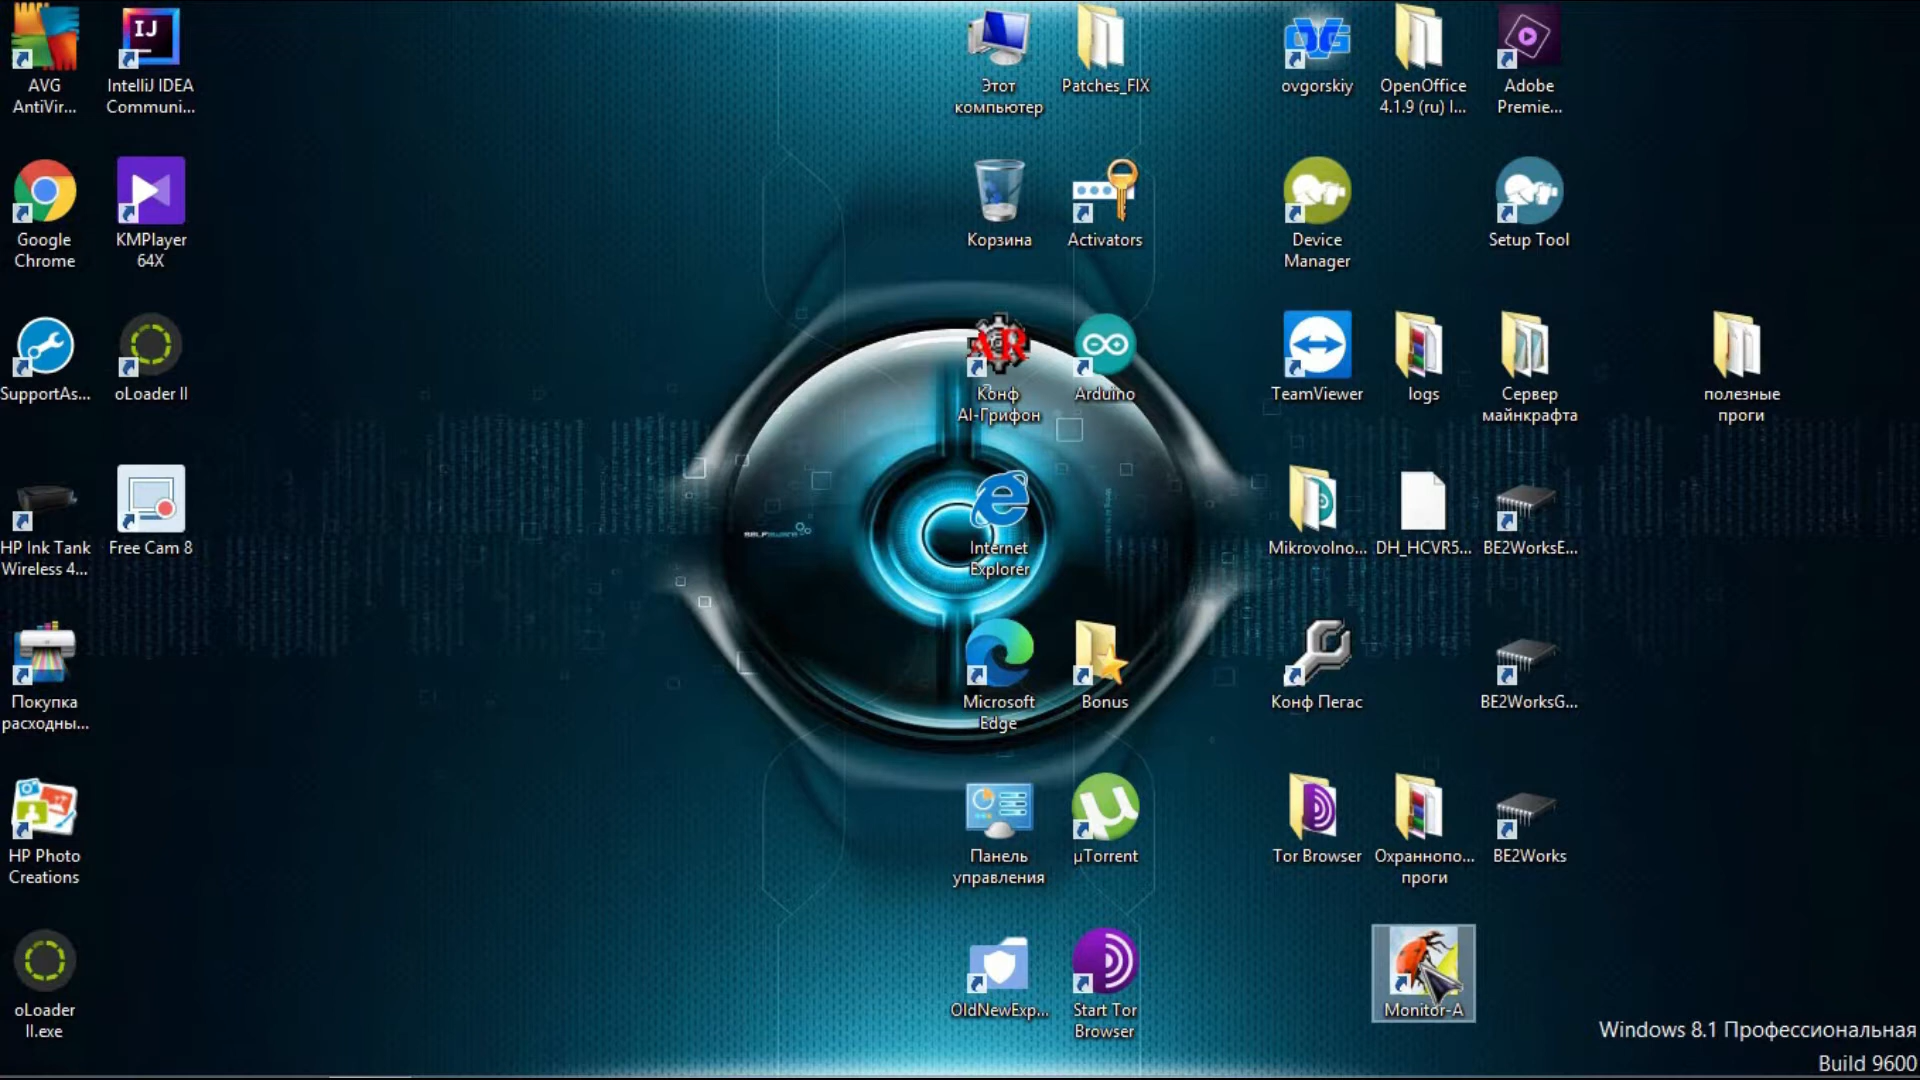 AVG
AntiVir...
IntelliJ IDEA
Communi...
Этот
компьютер
Patches_FIX
ovgorskiy
OpenOffice
4.1.9 (ru) I...
Adobe
Premie...
Google
Chrome
KMPlayer
64X
Корзина
Activators
Device
Manager
Setup Tool
SupportAs...
oLoader II
Конф
AI-Грифон
Arduino
TeamViewer
logs
Сервер
майнкрафта
полезные
проги
HP Ink Tank
Wireless 4...
Free Cam 8
Internet
Explorer
Mikrovolno...
DH_HCVR5...
BE2WorksE...
Покупка
расходны...
Microsoft
Edge
Bonus
Конф Пегас
BE2WorksG...
HP Photo
Creations
Панель
управления
µTorrent
Tor Browser
Охраннопо...
проги
BE2Works
oLoader
II.exe
OldNewExp...
Start Tor
Browser
Monitor-A
Windows 8.1 Профессиональная
Build 9600